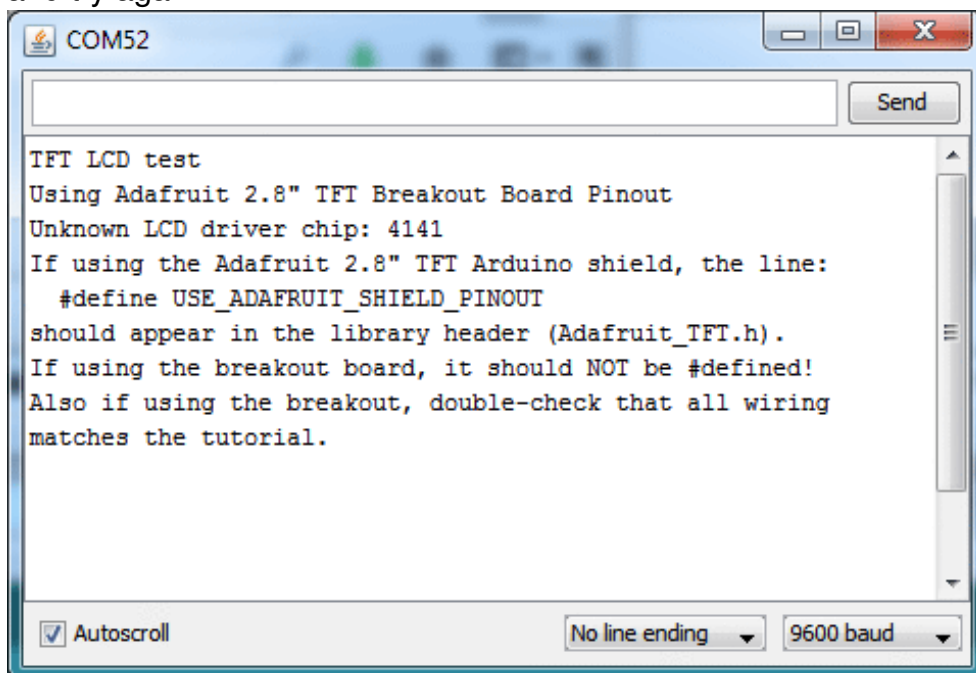 COM52
Send
TFT LCD test
Using Adafruit 2.8" TFT Breakout Board Pinout
Unknown LCD driver chip: 4141
If using the Adafruit 2.8" TFT Arduino shield, the line:
  #define USE_ADAFRUIT_SHIELD_PINOUT
should appear in the library header (Adafruit_TFT.h).
If using the breakout board, it should NOT be #defined!
Also if using the breakout, double-check that all wiring
matches the tutorial.
Autoscroll
No line ending
9600 baud